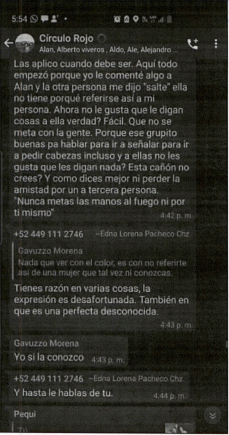 5:54
Círculo Rojo
Alan, Alberto viveros, Aldo, Ale, Alejandro...
Las aplico cuando debe ser. Aquí todo
empezó porque yo le comenté algo a
Alan y la otra persona me dijo "salte" ella
no tiene porqué referirse asi a mi
persona. Ahora no le gusta que le digan
cosas a ella verdad? Fácil. Que no se
meta con la gente. Porque ese grupito
buenas pa hablar para ir a señalar para ir
a pedir cabezas incluso y a ellas no les
gusta que les digan nada? Esta cañón no
crees? Y como dices mejor ni perder la
amistad por un a tercera persona.
"Nunca metas las manos al fuego ni por
ti mismo"
4:42 p. m.
+52 449 111 2746 ~Edna Lorena Pacheco Chz
Gavuzzo Morena
Nada que ver con el color, es con no referirte
asi de una mujer que tal vez ni conozcas.
Tienes razón en varias cosas, la
expresión es desafortunada. También en
que es una perfecta desconocida.
4:43 p. m.
Gavuzzo Morena
Yo si la conozco 4:43 p. m.
+52 449 111 2746 ~Edna Lorena Pacheco Chz
Y hasta le hablas de tu. 4:44 p. m.
Pequi
Tú